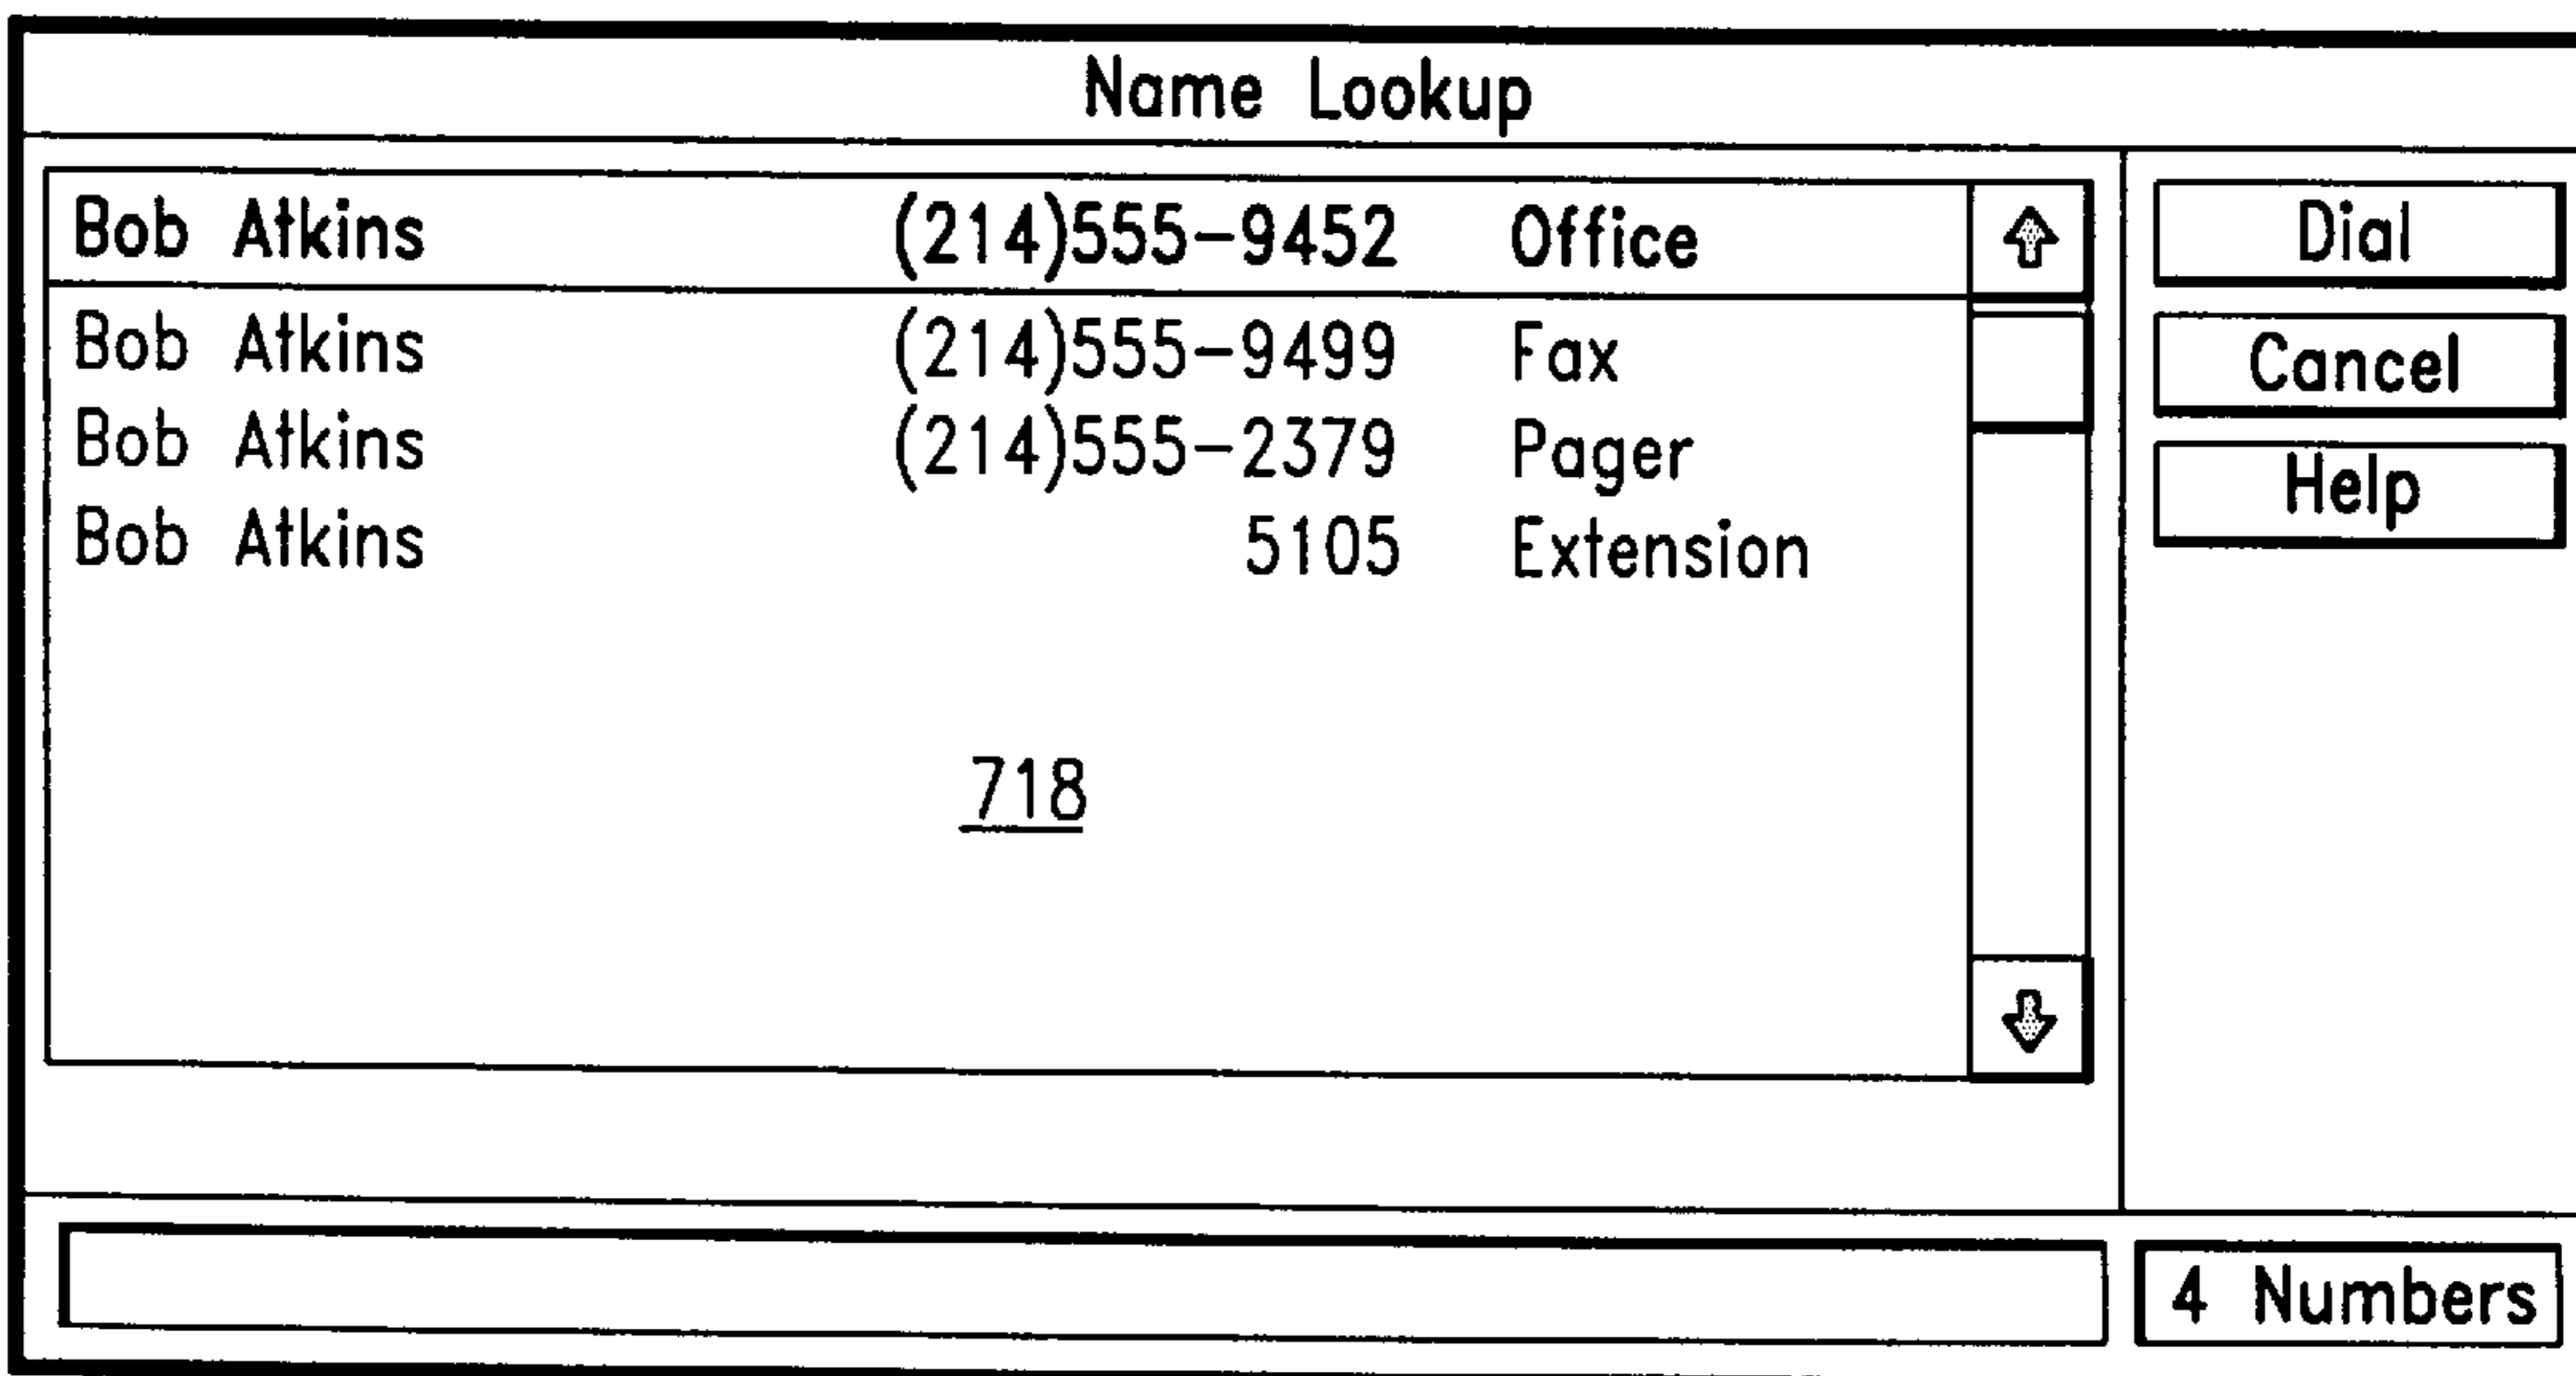 Name Lookup
Bob Atkins (214)555-9452 Office
Bob Atkins (214)555-9499 Fax
Bob Atkins (214)555-2379 Pager
Bob Atkins 5105 Extension
718
Dial
Cancel
Help
4 Numbers